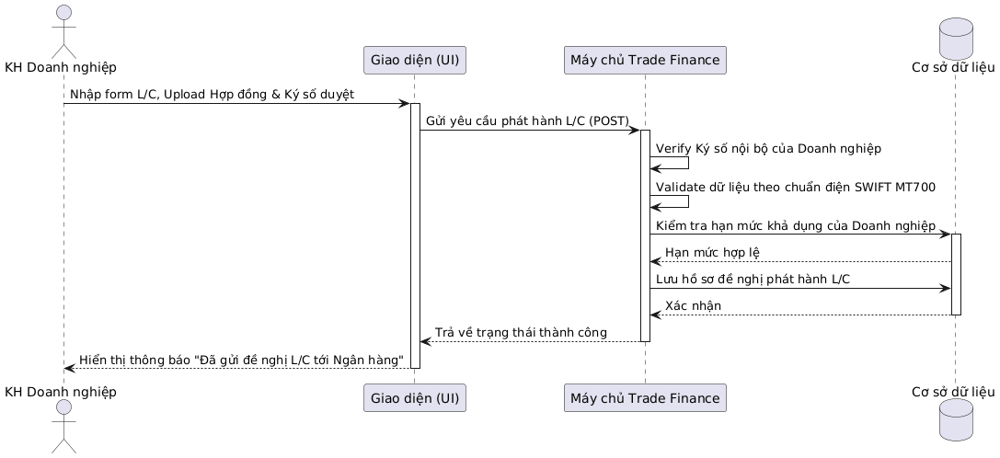 KH Doanh nghiệp
Giao diện (UI)
Máy chủ Trade Finance
Cơ sở dữ liệu
Nhập form L/C, Upload Hợp đồng & Ký số duyệt
Gửi yêu cầu phát hành L/C (POST)
Verify Ký số nội bộ của Doanh nghiệp
Validate dữ liệu theo chuẩn điện SWIFT MT700
Kiểm tra hạn mức khả dụng của Doanh nghiệp
Hạn mức hợp lệ
Lưu hồ sơ đề nghị phát hành L/C
Xác nhận
Trả về trạng thái thành công
Hiển thị thông báo "Đã gửi đề nghị L/C tới Ngân hàng"
KH Doanh nghiệp
Giao diện (UI)
Máy chủ Trade Finance
Cơ sở dữ liệu